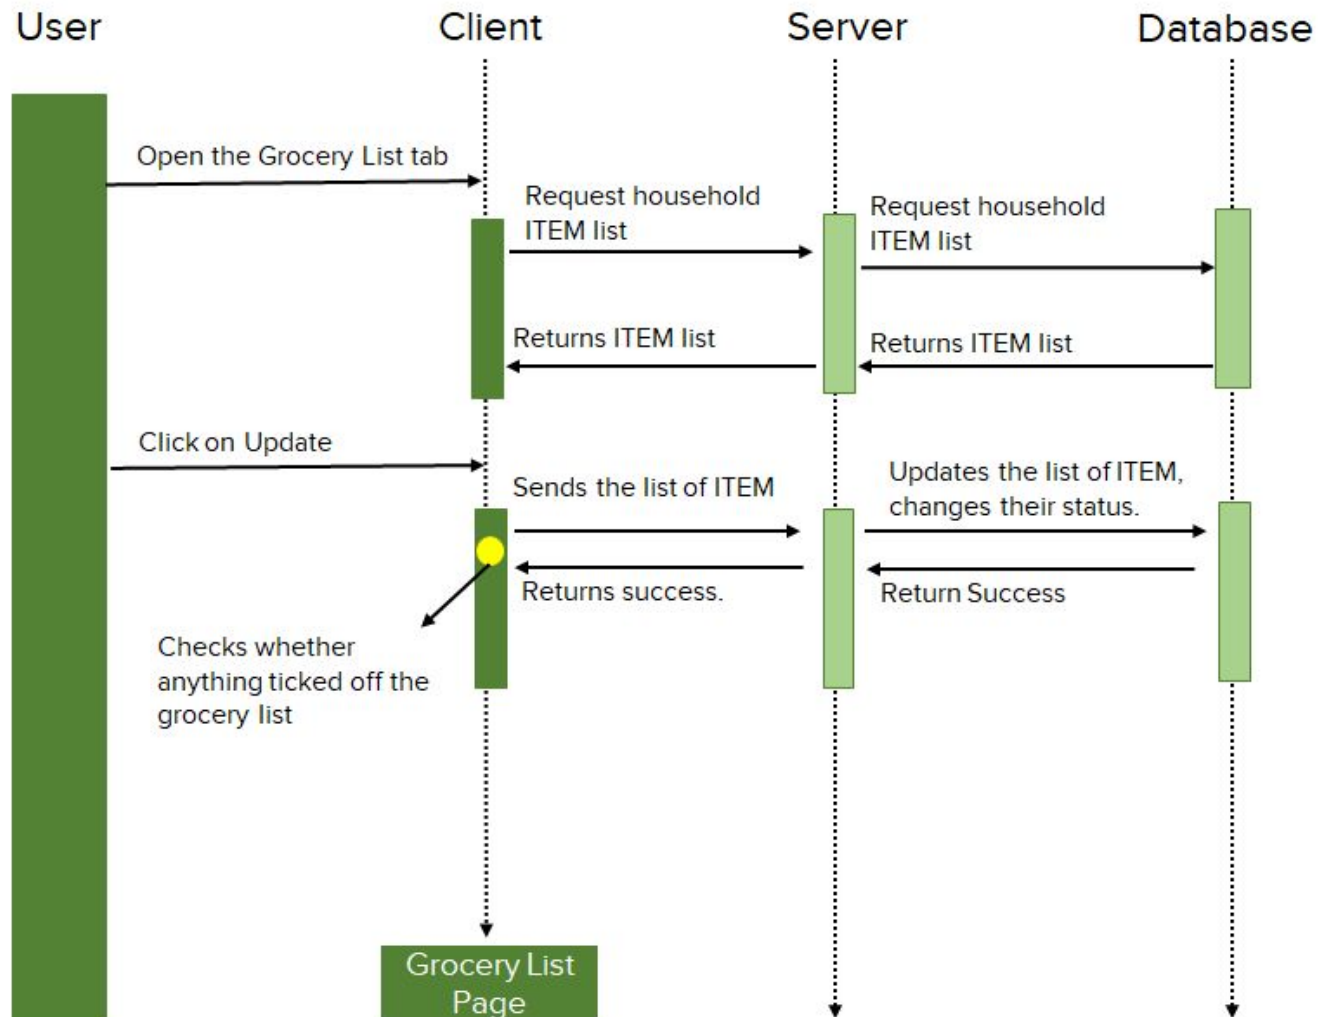 User
Client
Server
Database
Open the Grocery List tab
Request household
ITEM list
Request household
ITEM list
Returns ITEM list
Returns ITEM list
Click on Update
Sends the list of ITEM
Updates the list of ITEM,
changes their status.
Returns success.
Return Success
Checks whether
anything ticked off the
grocery list
Grocery List
Page